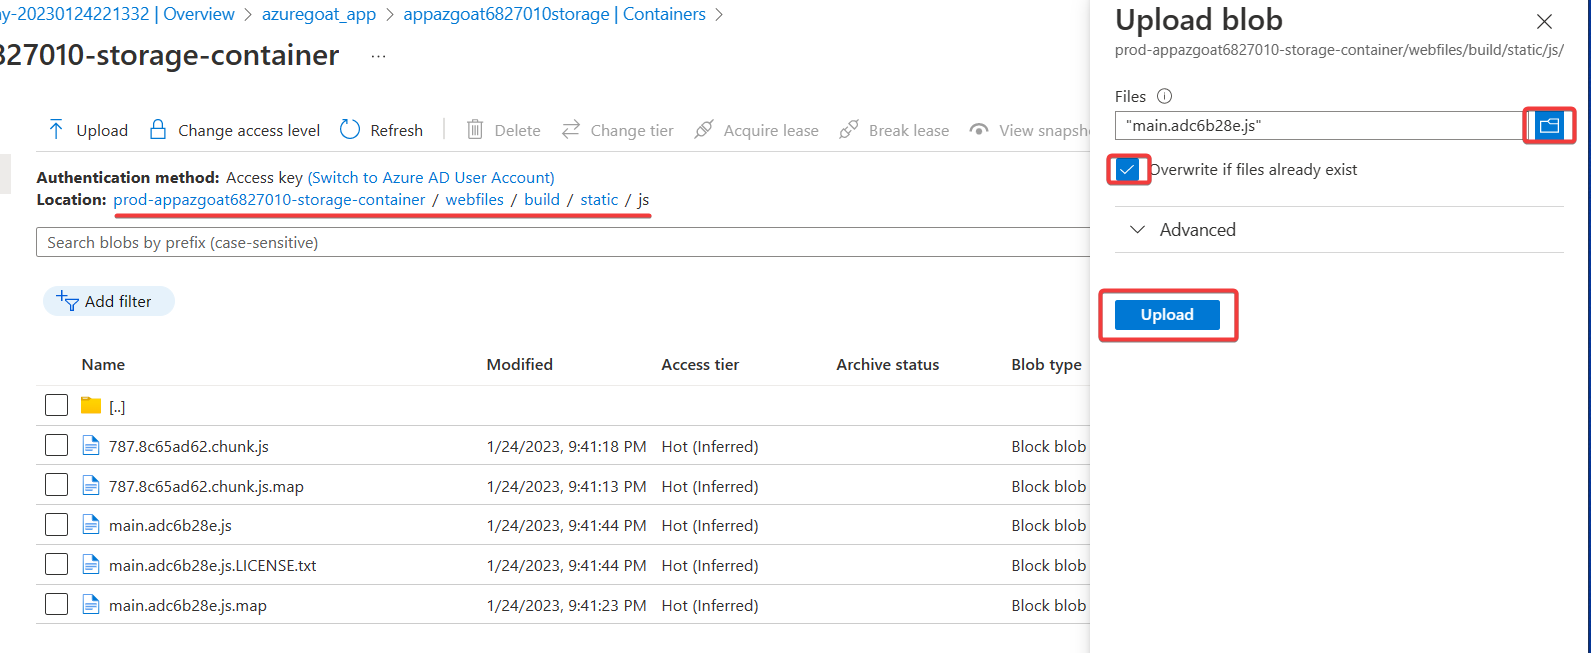 ay-20230124221332 | Overview > azuregoat_app > appazgoat6827010storage | Containers >
827010-storage-container ...
Upload Change access level Refresh Delete Change tier Acquire lease Break lease View snapsh
Authentication method: Access key (Switch to Azure AD User Account)
Location: prod-appazgoat6827010-storage-container / webfiles / build / static / js
Search blobs by prefix (case-sensitive)
Add filter
Name Modified Access tier Archive status Blob type
[..]
787.8c65ad62.chunk.js 1/24/2023, 9:41:18 PM Hot (Inferred) Block blob
787.8c65ad62.chunk.js.map 1/24/2023, 9:41:13 PM Hot (Inferred) Block blob
main.adc6b28e.js 1/24/2023, 9:41:44 PM Hot (Inferred) Block blob
main.adc6b28e.js.LICENSE.txt 1/24/2023, 9:41:44 PM Hot (Inferred) Block blob
main.adc6b28e.js.map 1/24/2023, 9:41:23 PM Hot (Inferred) Block blob
Upload blob
prod-appazgoat6827010-storage-container/webfiles/build/static/js/
Files
"main.adc6b28e.js"
Overwrite if files already exist
Advanced
Upload